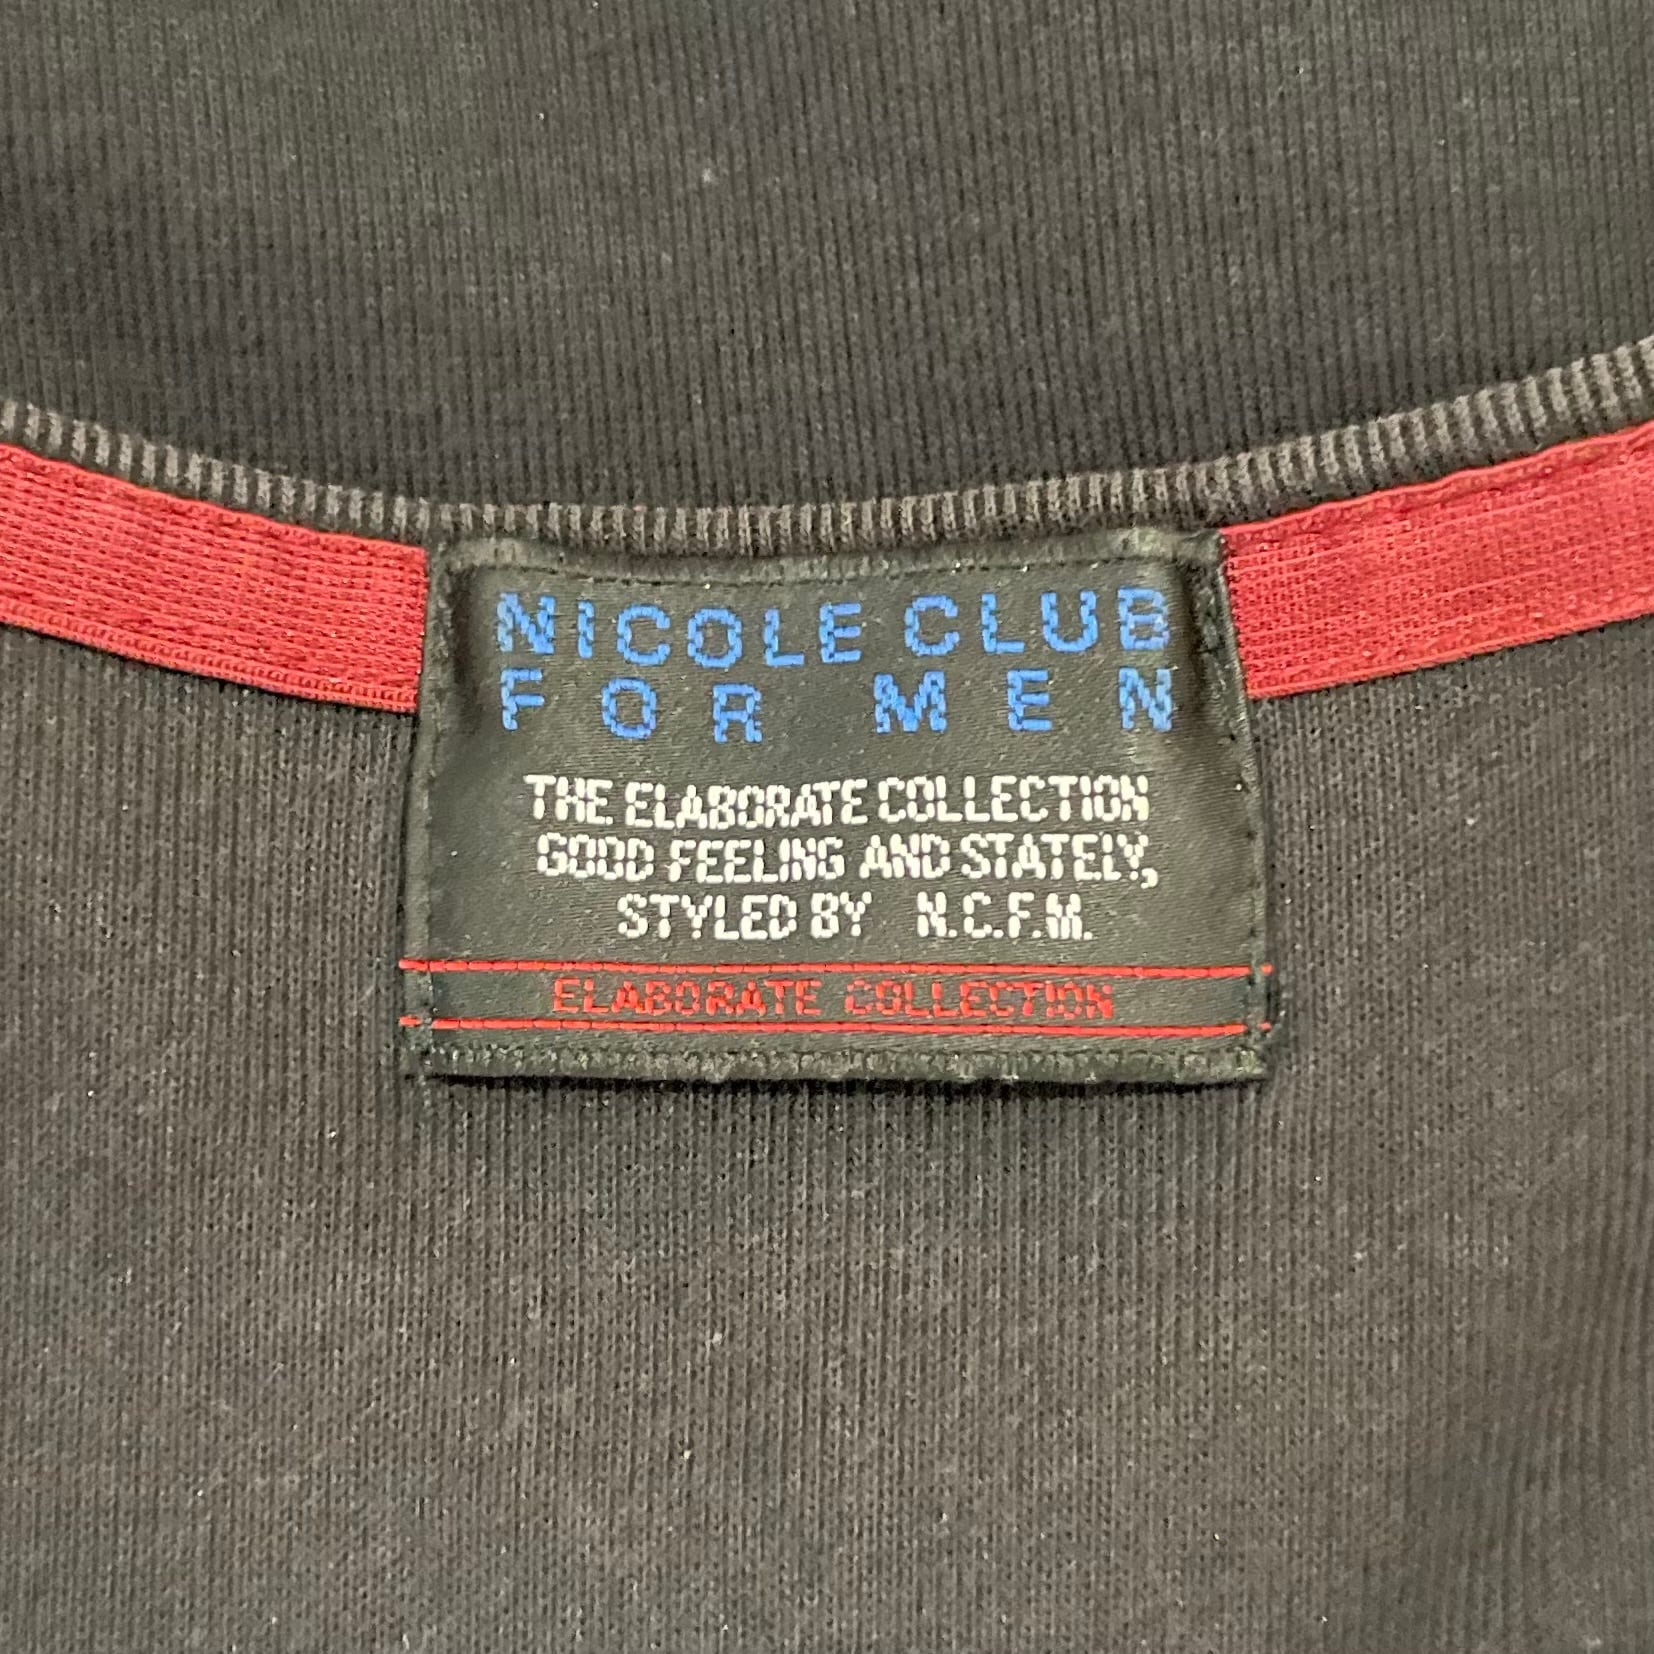 NICOLE CLUB
FOR MEN
THE ELABORATE COLLECTION
GOOD FEELING AND STATELY,
STYLED BY N.C.F.M.
ELABORATE COLLECTION